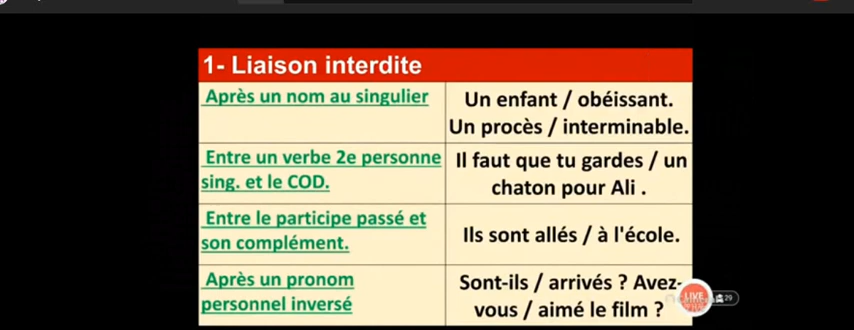 1- Liaison interdite
Après un nom au singulier
Un enfant / obéissant.
Un procès / interminable.
Entre un verbe 2e personne
sing. et le COD.
Il faut que tu gardes / un
chaton pour Ali .
Entre le participe passé et
son complément.
Ils sont allés / à l'école.
Après un pronom
personnel inversé
Sont-ils / arrivés ? Avez-
vous / aimé le film ?
LIVE
29